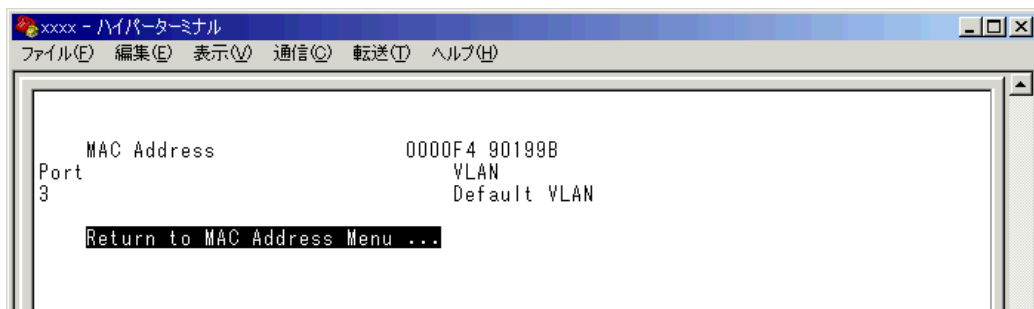 xxxx - ハイパーターミナル
ファイル(F) 編集(E) 表示(V) 通信(C) 転送(T) ヘルプ(H)
MAC Address 0000F4 90199B
Port VLAN
3 Default VLAN
Return to MAC Address Menu ...